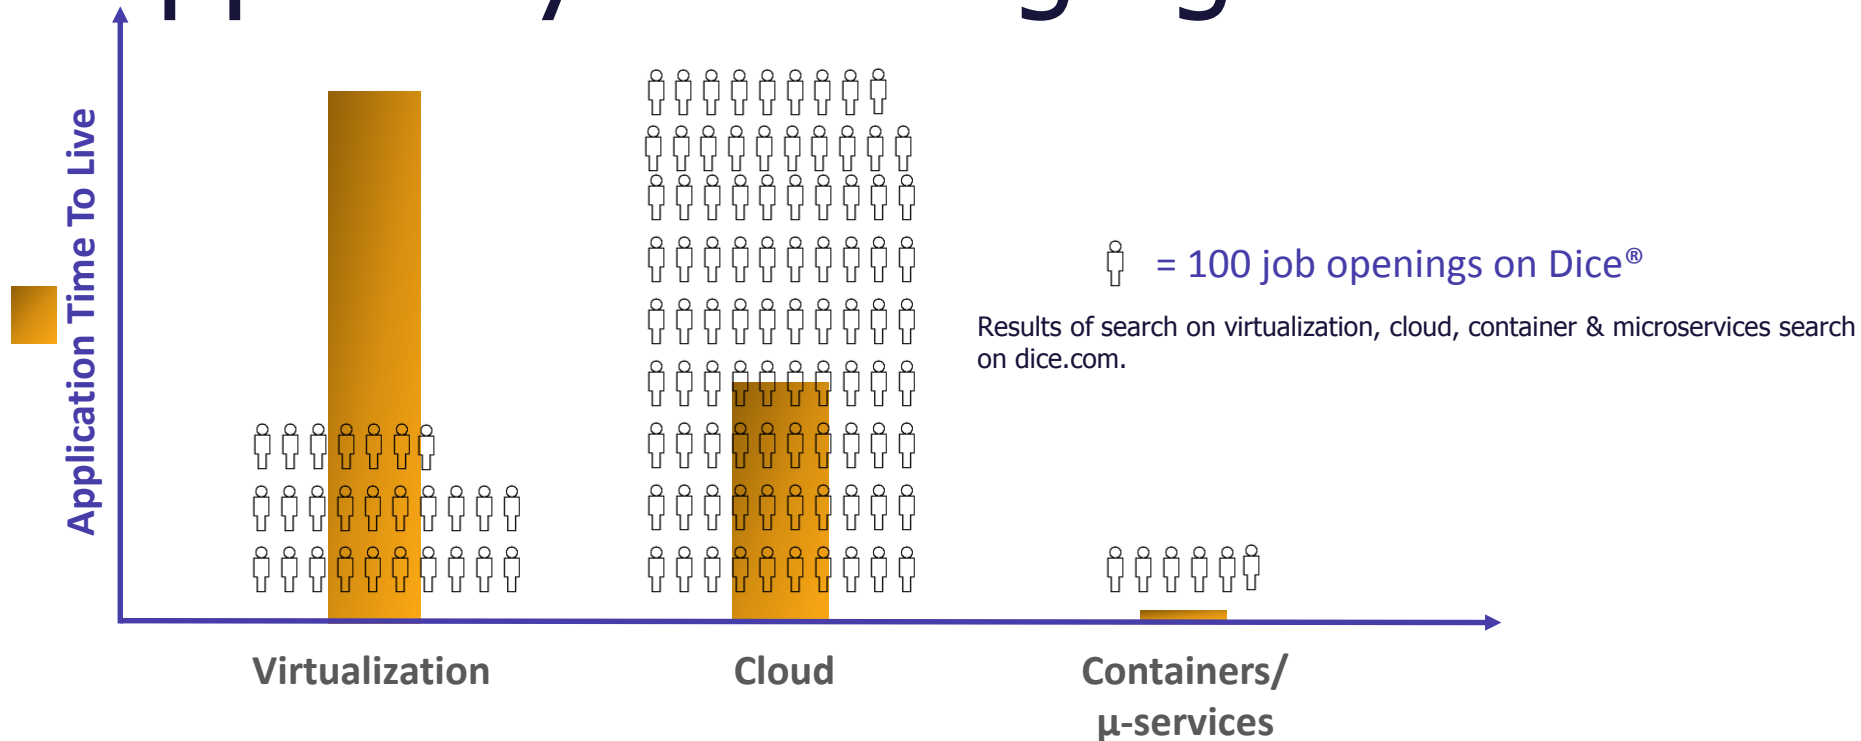 Application Time To Live
= 100 job openings on Dice®
Results of search on virtualization, cloud, container & microservices search
on dice.com.
Virtualization
Cloud
Containers/
μ-services